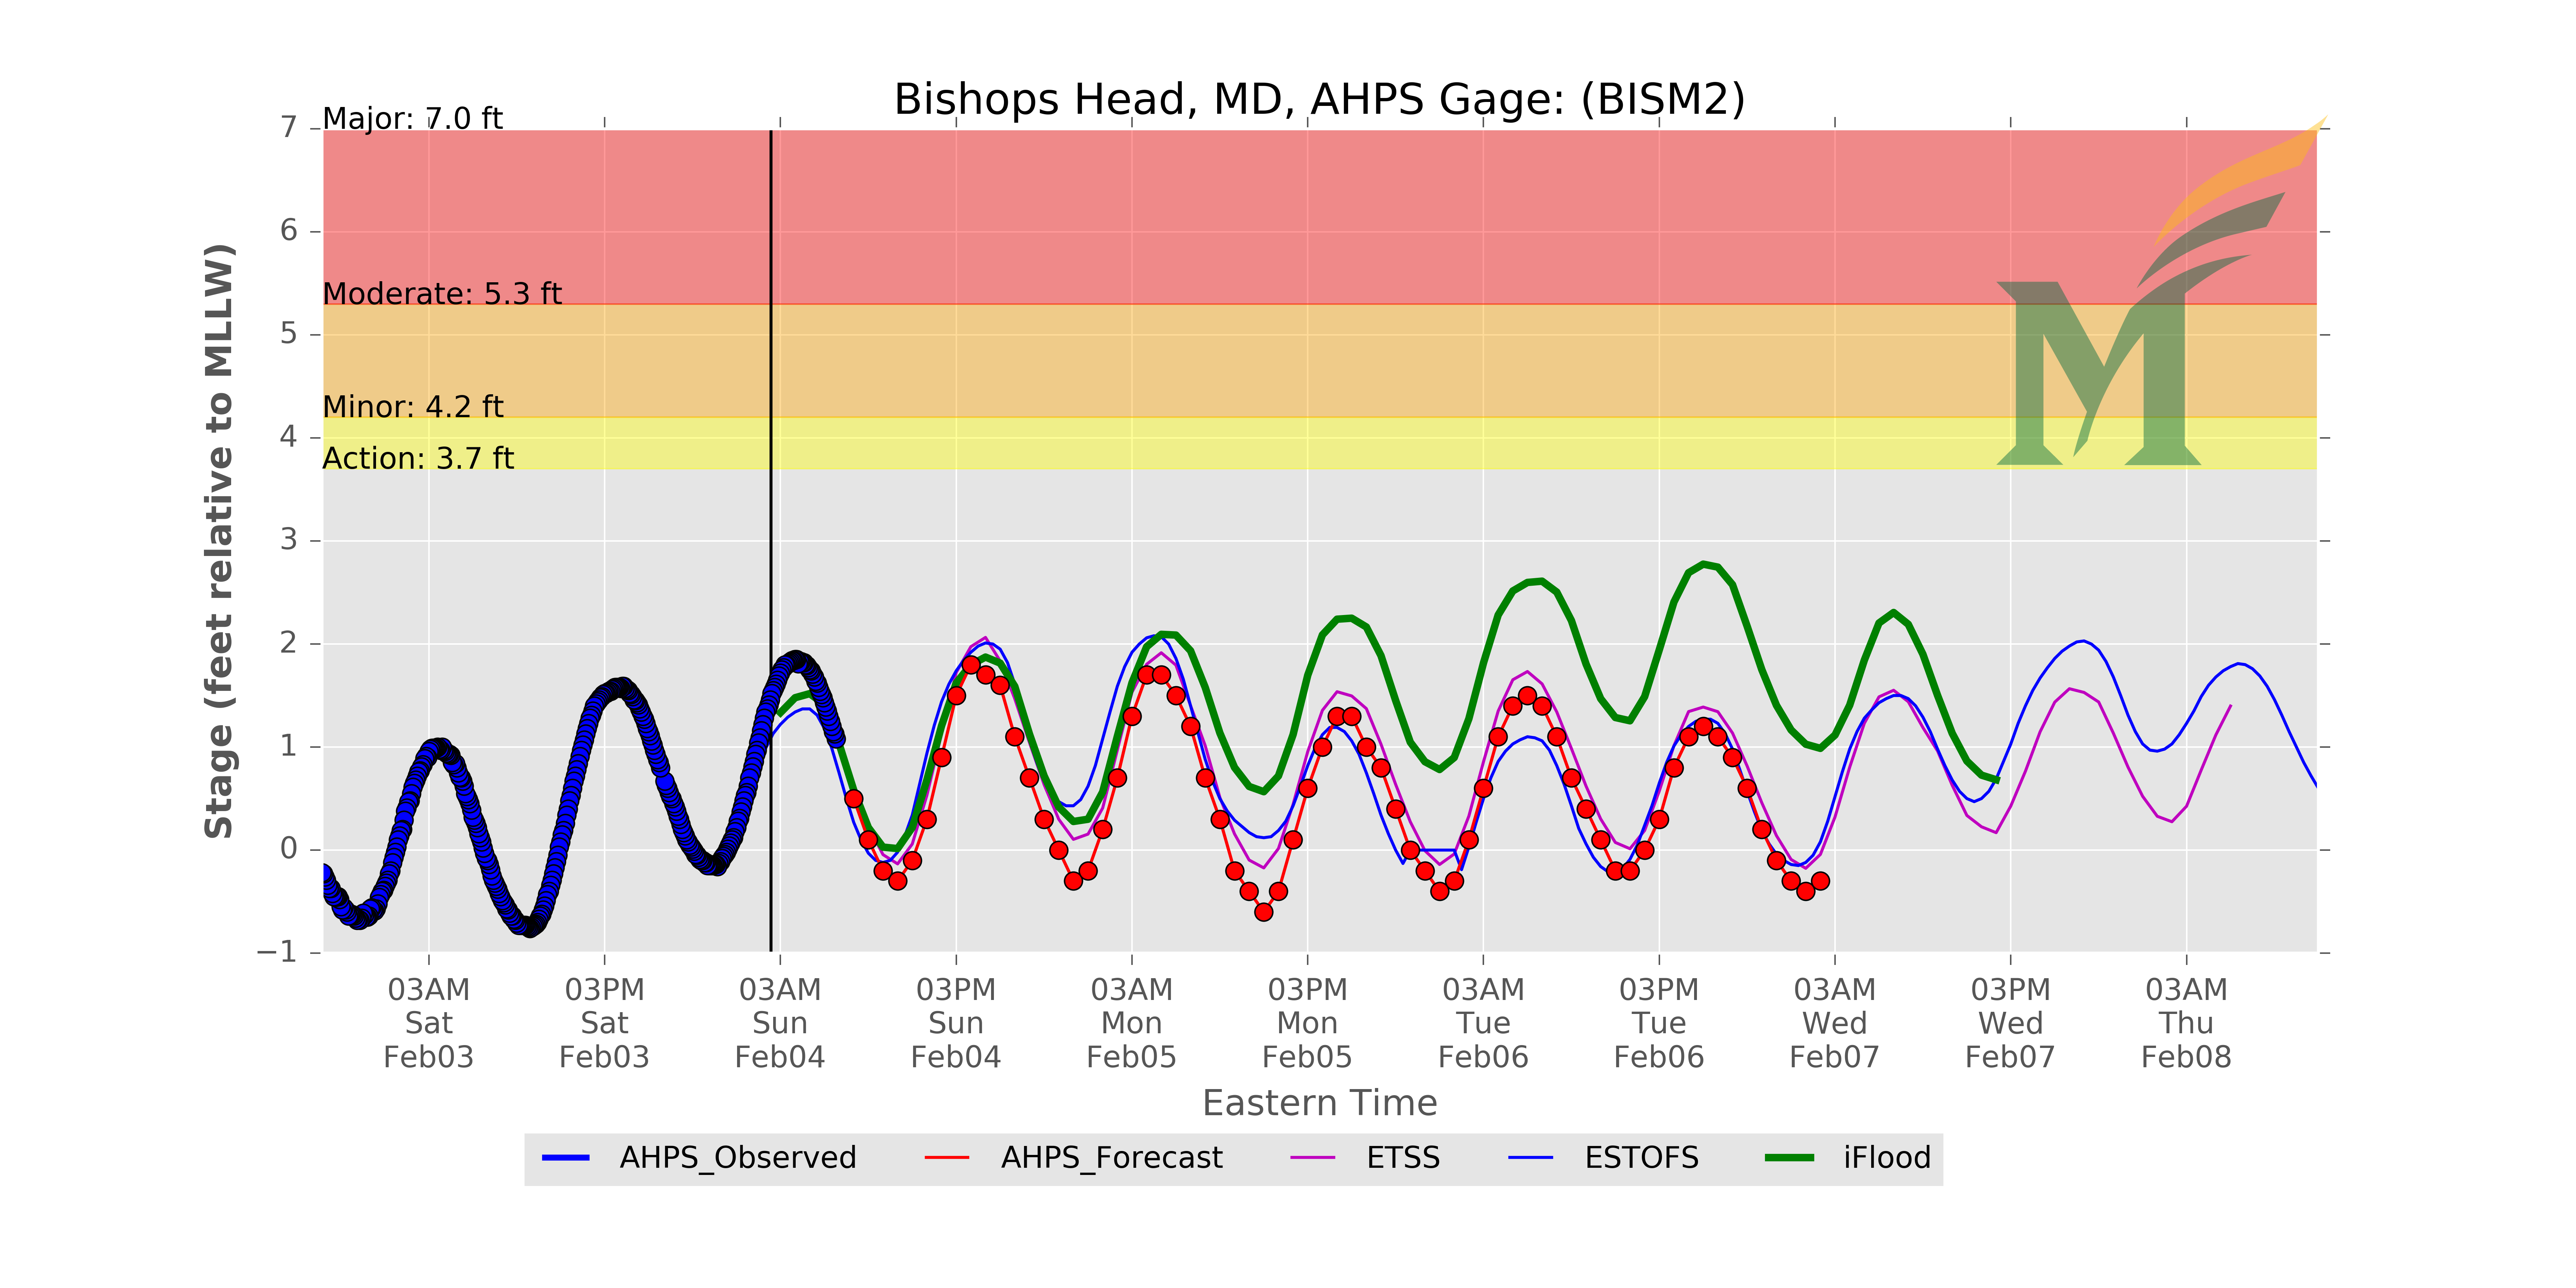 Bishops Head, MD, AHPS Gage: (BISM2)
Major: 7.0 ft
Moderate: 5.3 ft
Minor: 4.2 ft
Action: 3.7 ft
7
6
5
4
3
2
1
0
−1
Stage (feet relative to MLLW)
M
03AM 03PM 03AM 03PM 03AM 03PM 03AM 03PM 03AM 03PM 03AM
Sat Sat Sun Sun Mon Mon Tue Tue Wed Wed Thu
Feb03 Feb03 Feb04 Feb04 Feb05 Feb05 Feb06 Feb06 Feb07 Feb07 Feb08
Eastern Time
AHPS_Observed AHPS_Forecast ETSS ESTOFS iFlood